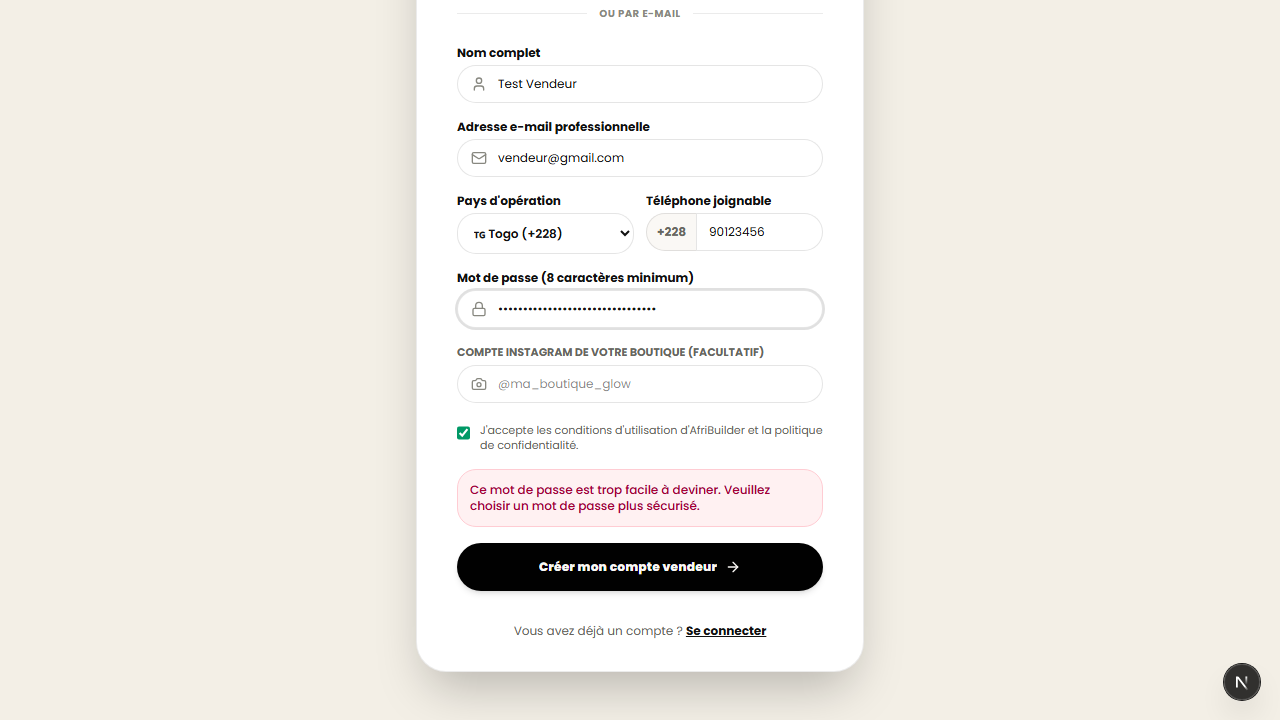 OU PAR E-MAIL
Nom complet
Test Vendeur
Adresse e-mail professionnelle
vendeur@gmail.com
Pays d'opération
Téléphone joignable
TG Togo (+228)
+228
90123456
Mot de passe (8 caractères minimum)
••••••••••••••••••••••••••••••••
COMPTE INSTAGRAM DE VOTRE BOUTIQUE (FACULTATIF)
@ma_boutique_glow
J'accepte les conditions d'utilisation d'AfriBuilder et la politique
de confidentialité.
Ce mot de passe est trop facile à deviner. Veuillez
choisir un mot de passe plus sécurisé.
Créer mon compte vendeur →
Vous avez déjà un compte ? Se connecter
N